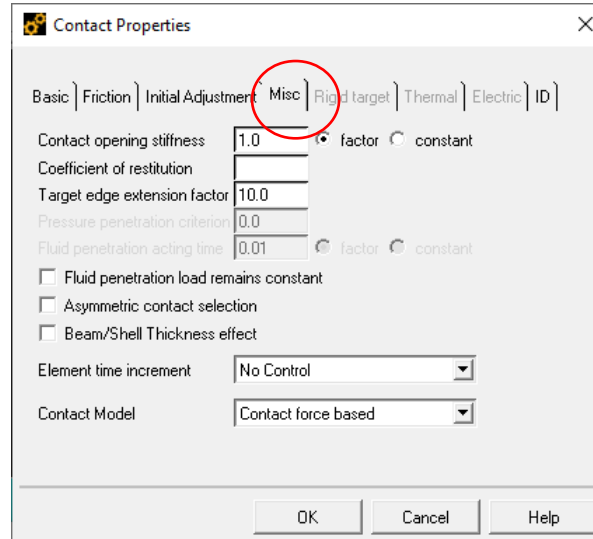 Contact Properties
Basic Friction Initial Adjustment Misc Rigid target Thermal Electric ID
Contact opening stiffness 1.0 factor constant
Coefficient of restitution
Target edge extension factor 10.0
Pressure penetration criterion 0.0
Fluid penetration acting time 0.01 factor constant
Fluid penetration load remains constant
Asymmetric contact selection
Beam/Shell Thickness effect
Element time increment No Control
Contact Model Contact force based
OK Cancel Help